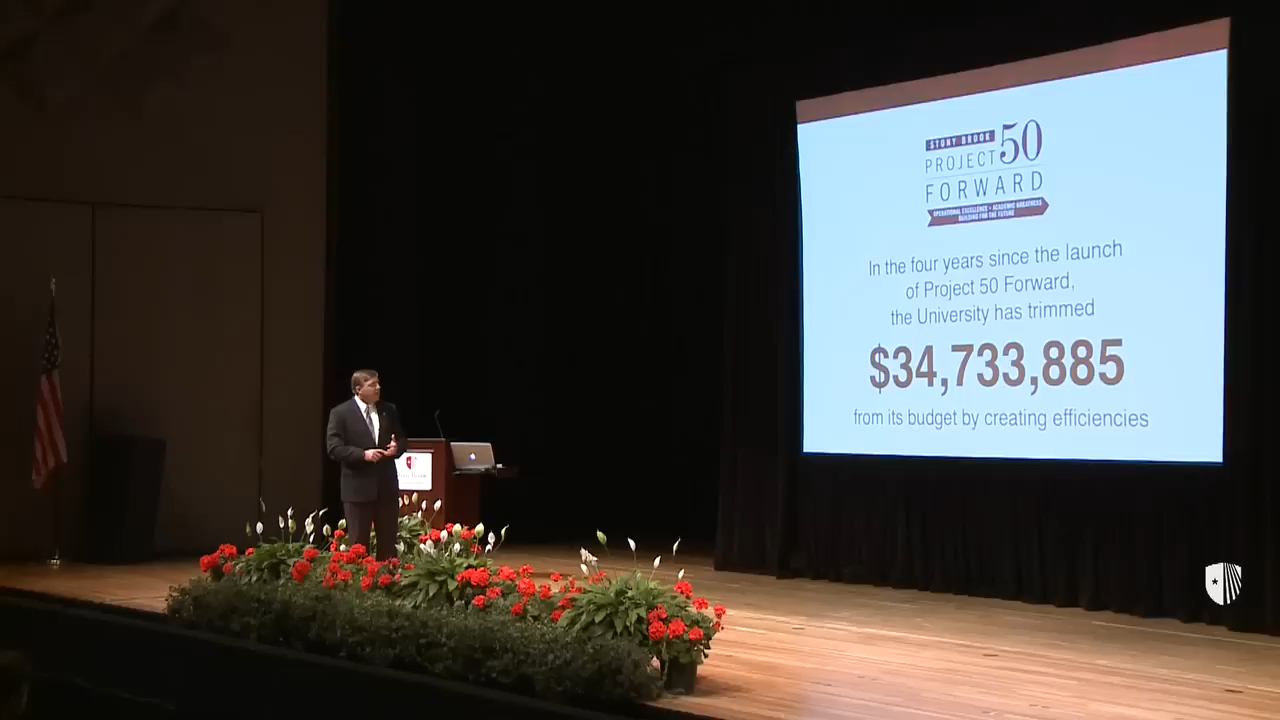 STONY BROOK
50
PROJECT
FORWARD
OPERATIONAL EXCELLENCE • ACADEMIC GREATNESS
BUILDING FOR THE FUTURE
In the four years since the launch
of Project 50 Forward,
the University has trimmed
$34,733,885
from its budget by creating efficiencies